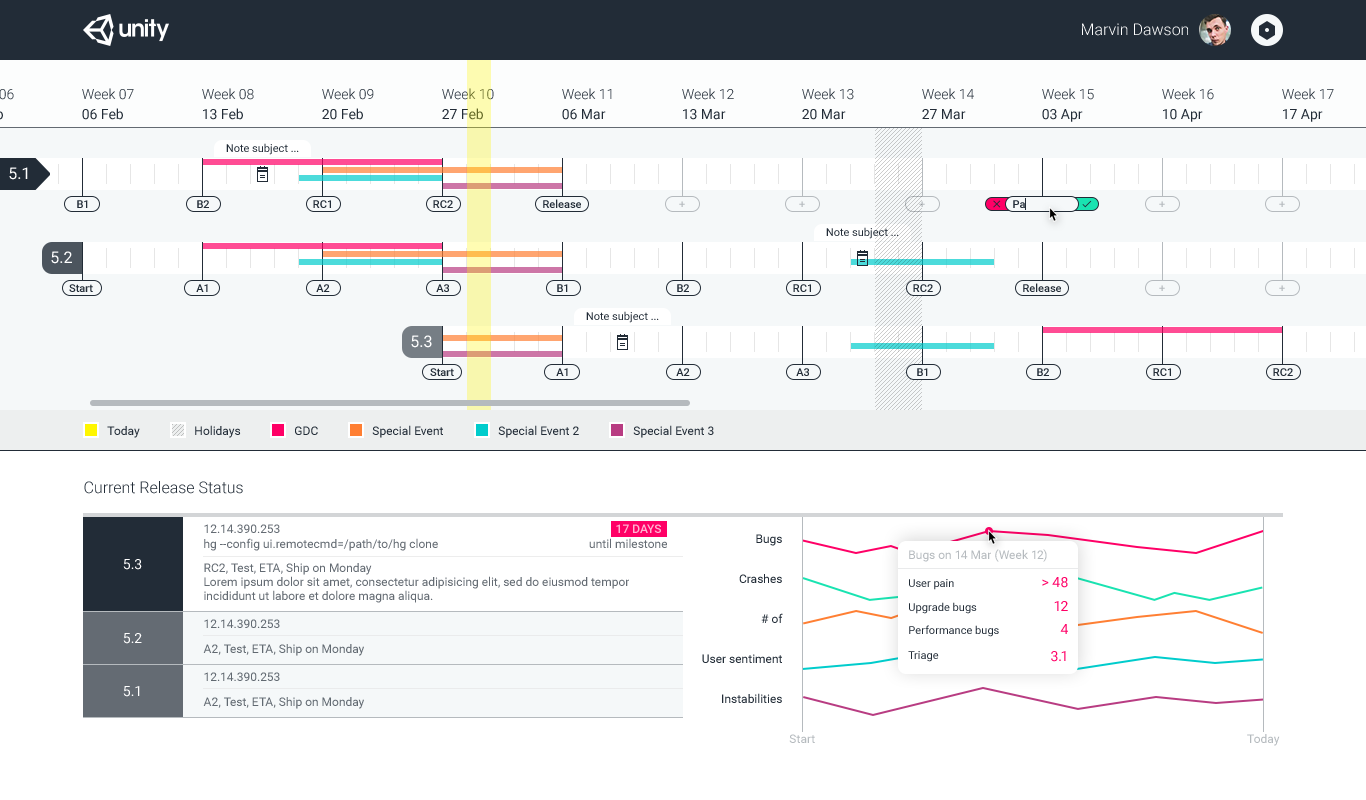 unity
Marvin Dawson
06 Week 07 Week 08 Week 09 Week 10 Week 11 Week 12 Week 13 Week 14 Week 15 Week 16 Week 17
06 Feb 13 Feb 20 Feb 27 Feb 06 Mar 13 Mar 20 Mar 27 Mar 03 Apr 10 Apr 17 Apr
Note subject ...
5.1
B1 B2 RC1 RC2 Release + + + × Pa + +
Note subject ...
5.2
Start A1 A2 A3 B1 B2 RC1 RC2 Release + +
Note subject ...
5.3
Start A1 A2 A3 B1 B2 RC1 RC2
Today Holidays GDC Special Event Special Event 2 Special Event 3
Current Release Status
5.3
12.14.390.253
17 DAYS
hg --config ui.remotecmd=/path/to/hg clone
until milestone
RC2, Test, ETA, Ship on Monday
Lorem ipsum dolor sit amet, consectetur adipisicing elit, sed do eiusmod tempor
incididunt ut labore et dolore magna aliqua.
5.2
12.14.390.253
A2, Test, ETA, Ship on Monday
5.1
12.14.390.253
A2, Test, ETA, Ship on Monday
Bugs
Crashes
# of
User sentiment
Instabilities
Bugs on 14 Mar (Week 12)
User pain > 48
Upgrade bugs 12
Performance bugs 4
Triage 3.1
Start Today